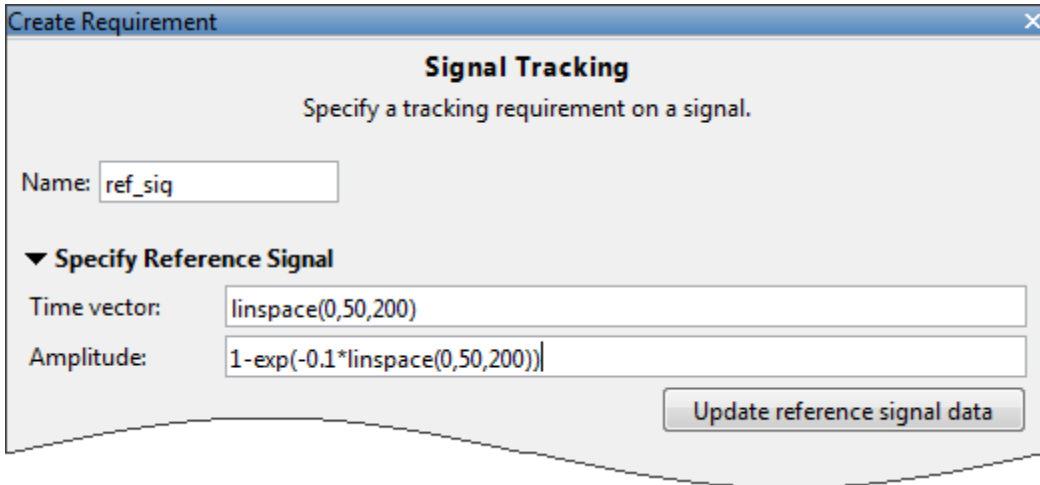 Create Requirement
Signal Tracking
Specify a tracking requirement on a signal.
Name: ref_sig
Specify Reference Signal
Time vector: linspace(0,50,200)
Amplitude: 1-exp(-0.1*linspace(0,50,200))
Update reference signal data